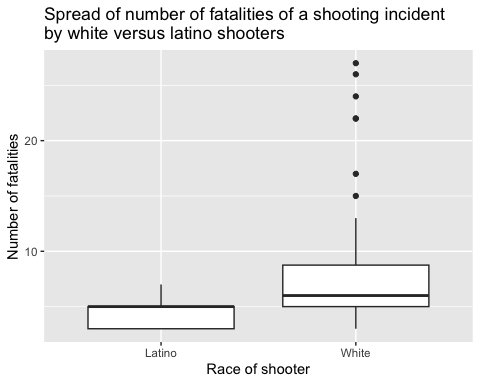 Spread of number of fatalities of a shooting incident
by white versus latino shooters
Number of fatalities
20
10
Latino
White
Race of shooter